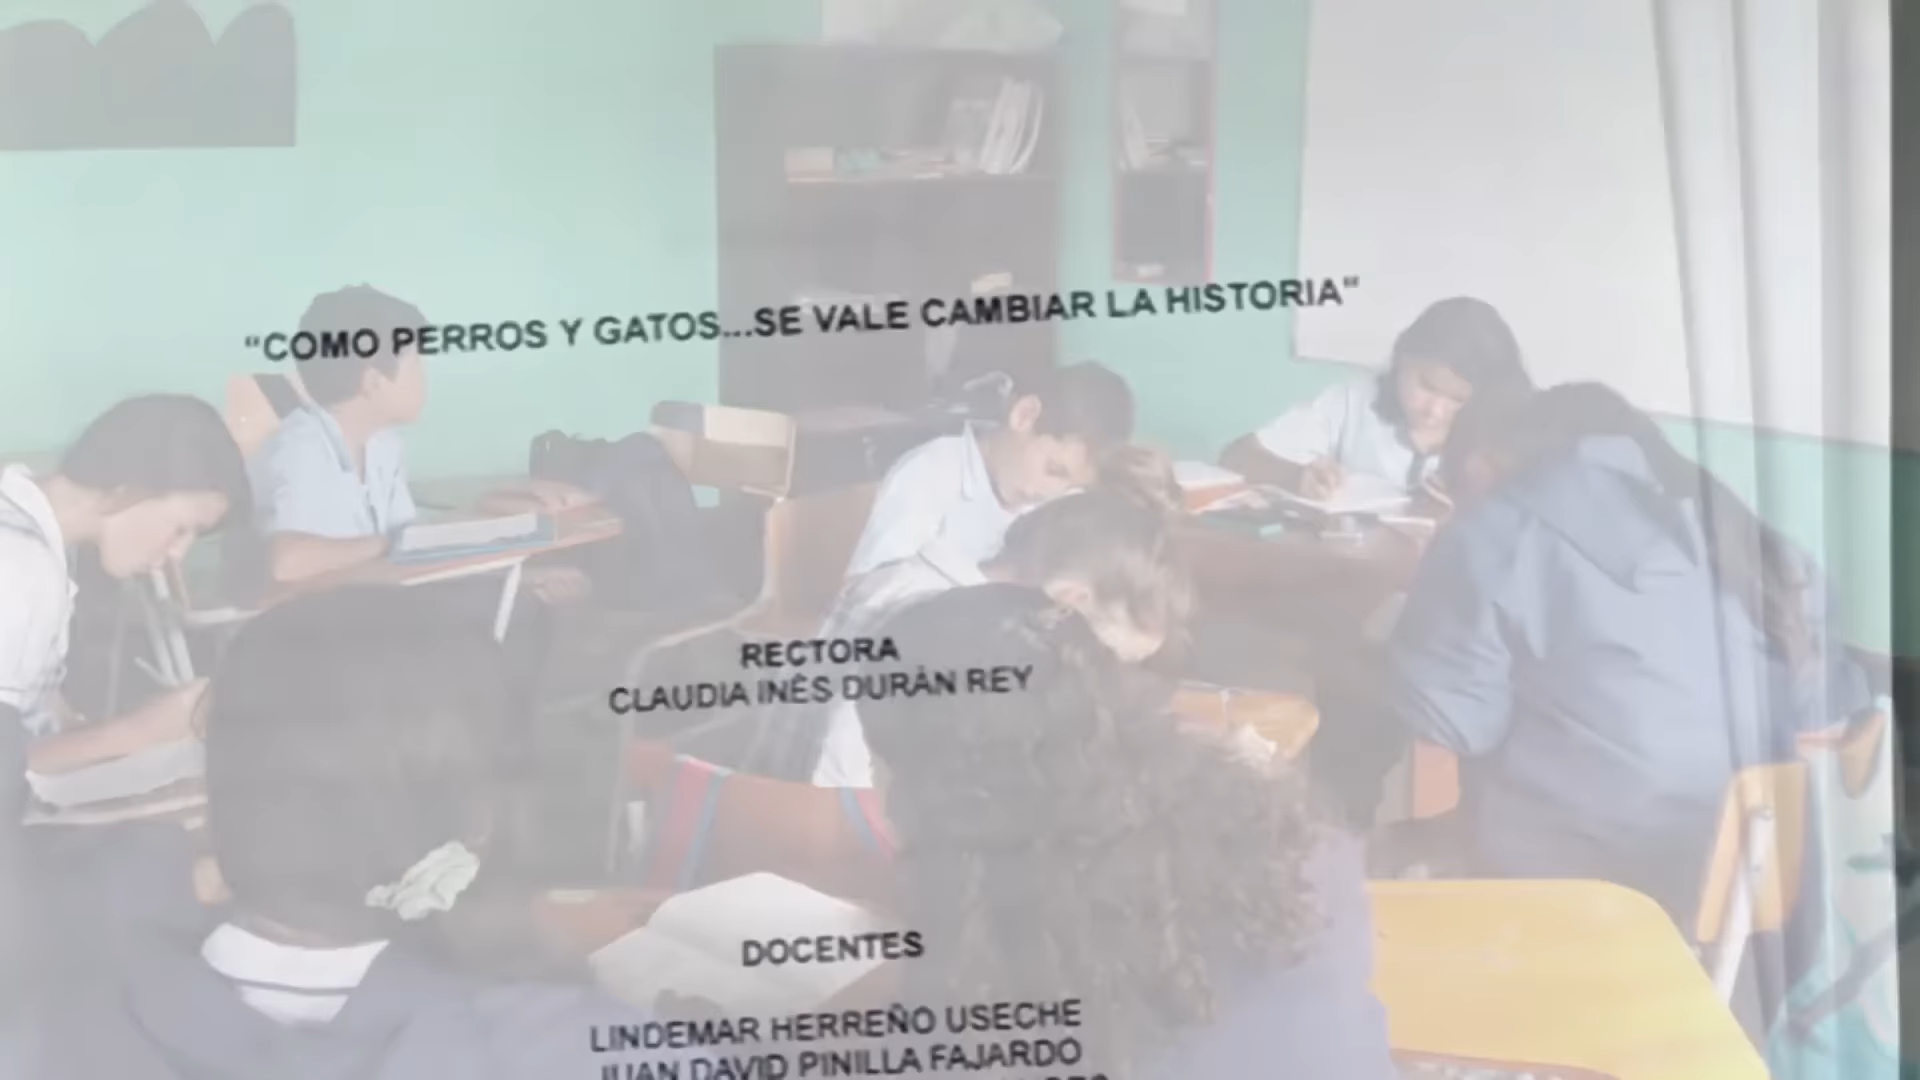 “COMO PERROS Y GATOS...SE VALE CAMBIAR LA HISTORIA”
RECTORA
CLAUDIA INÉS DURÁN REY
DOCENTES
LINDEMAR HERREÑO USECHE
JUAN DAVID PINILLA FAJARDO